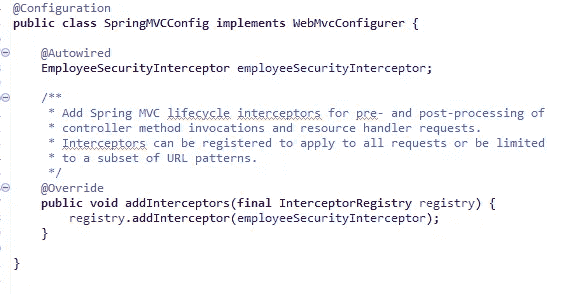 @Configuration
public class SpringMVCConfig implements WebMvcConfigurer {
@Autowired
EmployeeSecurityInterceptor employeeSecurityInterceptor;
/**
* Add Spring MVC lifecycle interceptors for pre- and post-processing of
* controller method invocations and resource handler requests.
* Interceptors can be registered to apply to all requests or be limited
* to a subset of URL patterns.
*/
@Override
public void addInterceptors(final InterceptorRegistry registry) {
registry.addInterceptor(employeeSecurityInterceptor);
}
}